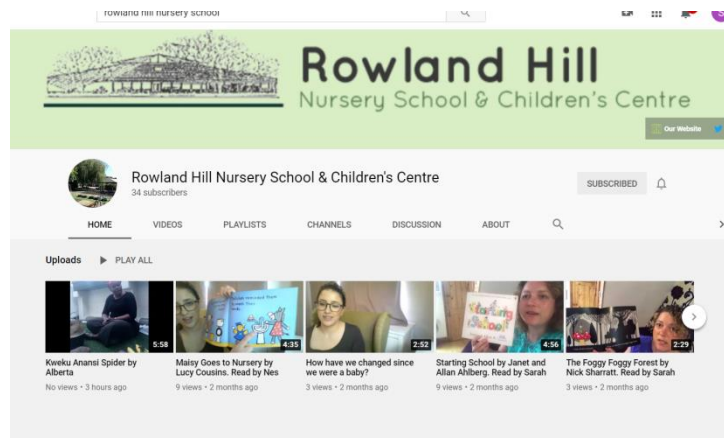 rowland hill nursery school
Rowland Hill
Nursery School & Children's Centre
Our Website
Rowland Hill Nursery School & Children's Centre
34 subscribers
SUBSCRIBED
HOME VIDEOS PLAYLISTS CHANNELS DISCUSSION ABOUT
Uploads PLAY ALL
5:58 4:35 2:52 4:56 2:29
Starting School
Kweku Anansi Spider by Alberta
No views • 3 hours ago
Maisy Goes to Nursery by Lucy Cousins. Read by Nes
9 views • 2 months ago
How have we changed since we were a baby?
3 views • 2 months ago
Starting School by Janet and Allan Ahlberg. Read by Sarah
9 views • 2 months ago
The Foggy Foggy Forest by Nick Sharratt. Read by Sarah
3 views • 2 months ago